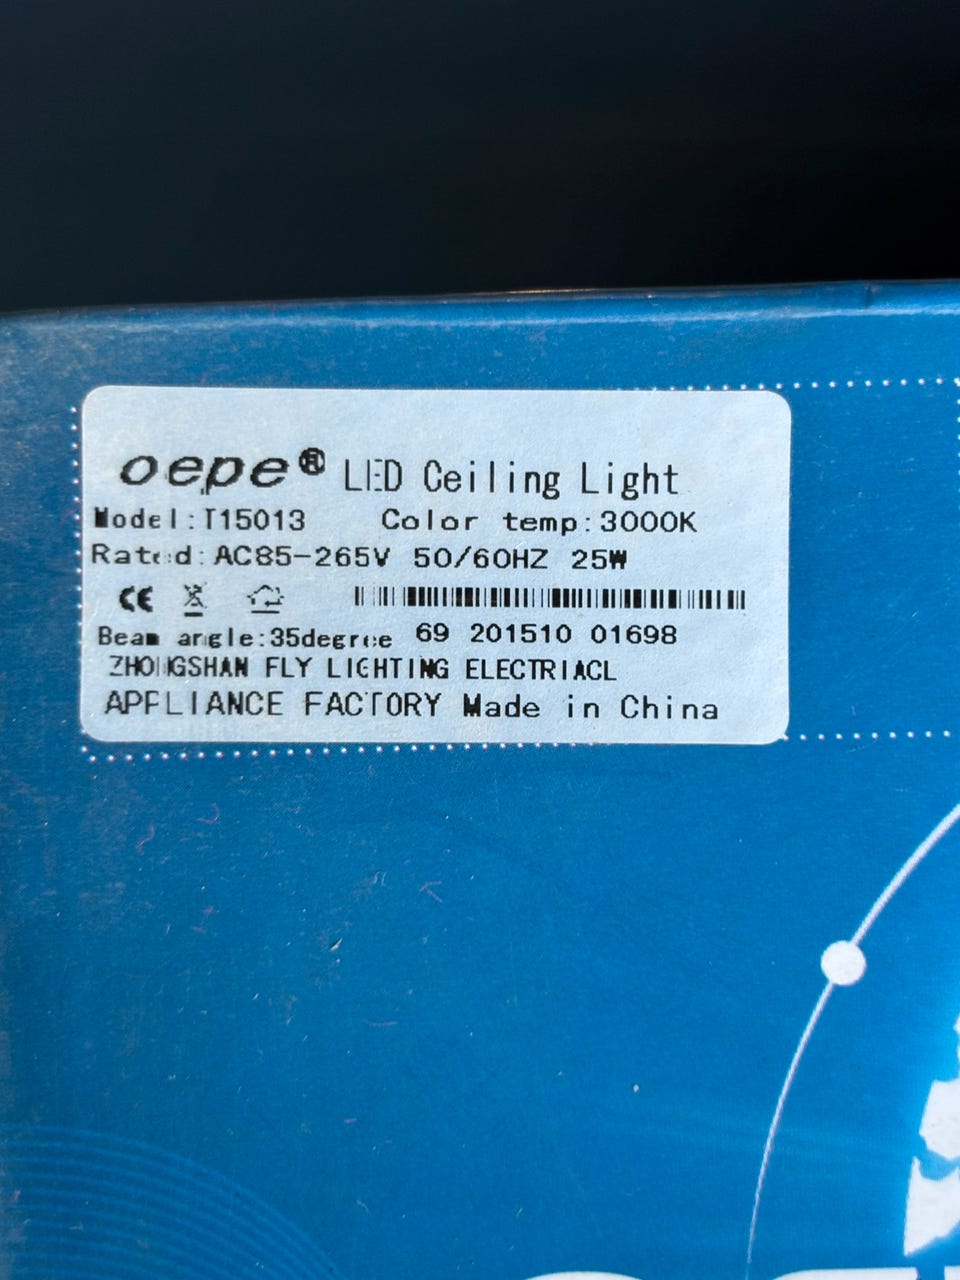 oepe® LED Ceiling Light
Model:T15013 Color temp:3000K
Rated:AC85-265V 50/60HZ 25W
CE
Beam angle:35degree 69 201510 01698
ZHONGSHAN FLY LIGHTING ELECTRIACL
APPLIANCE FACTORY Made in China